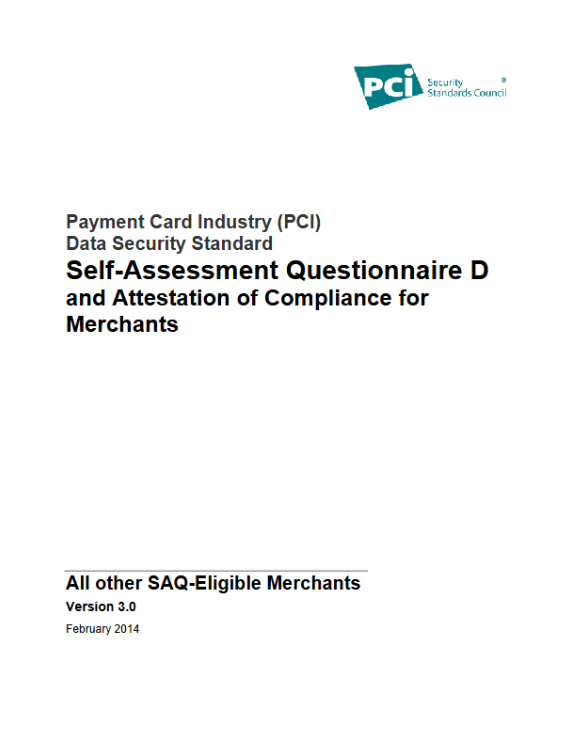 PCI
Security ®
Standards Council
Payment Card Industry (PCI)
Data Security Standard
Self-Assessment Questionnaire D
and Attestation of Compliance for
Merchants
All other SAQ-Eligible Merchants
Version 3.0
February 2014